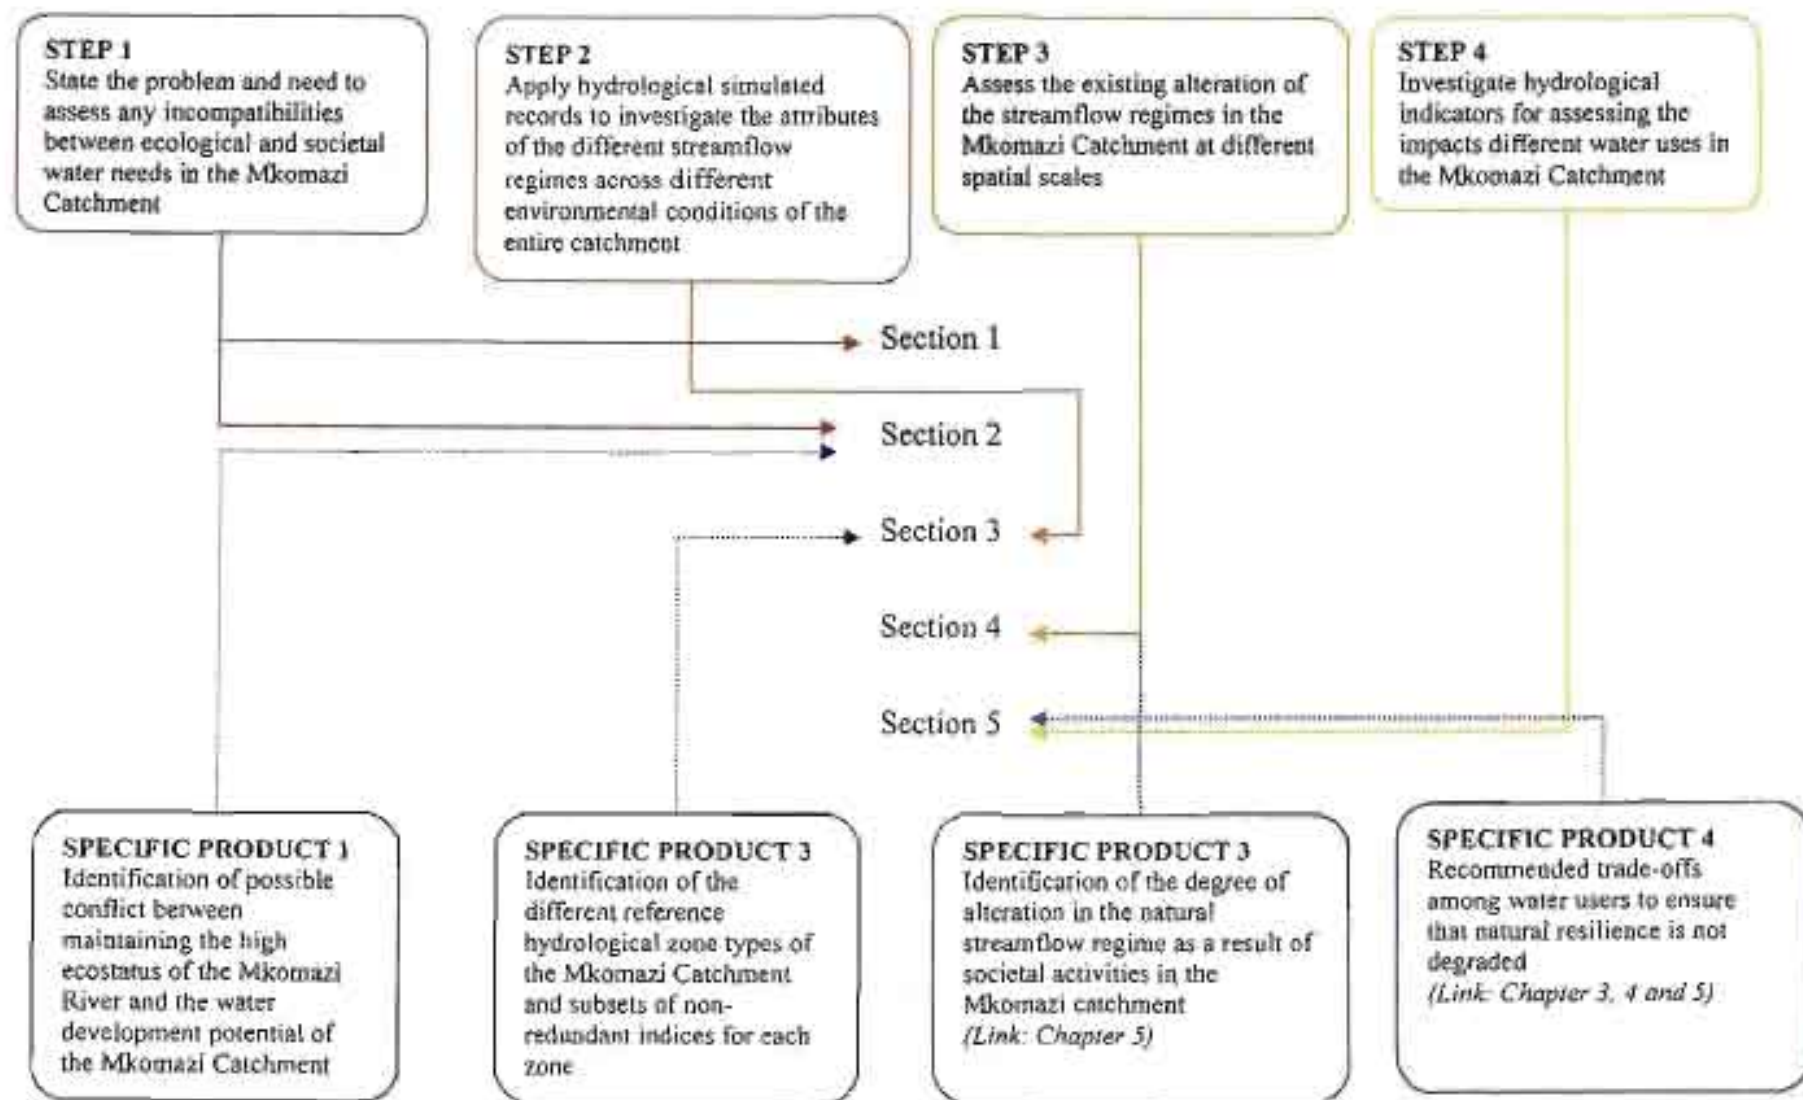 STEP 1
State the problem and need to
assess any incompatibilities
between ecological and societal
water needs in the Mkomazi
Catchment
STEP 2
Apply hydrological simulated
records to investigate the attributes
of the different streamflow
regimes across different
environmental conditions of the
entire catchment
STEP 3
Assess the existing alteration of
the streamflow regimes in the
Mkomazi Catchment at different
spatial scales
STEP 4
Investigate hydrological
indicators for assessing the
impacts different water uses in
the Mkomazi Catchment
Section 1
Section 2
Section 3
Section 4
Section 5
SPECIFIC PRODUCT 1
Identification of possible
conflict between
maintaining the high
ecostatus of the Mkomazi
River and the water
development potential of
the Mkomazi Catchment
SPECIFIC PRODUCT 3
Identification of the
different reference
hydrological zone types of
the Mkomazi Catchment
and subsets of non-
redundant indices for each
zone
SPECIFIC PRODUCT 3
Identification of the degree of
alteration in the natural
streamflow regime as a result of
societal activities in the
Mkomazi catchment
(Link: Chapter 5)
SPECIFIC PRODUCT 4
Recommended trade-offs
among water users to ensure
that natural resilience is not
degraded
(Link: Chapter 3, 4 and 5)